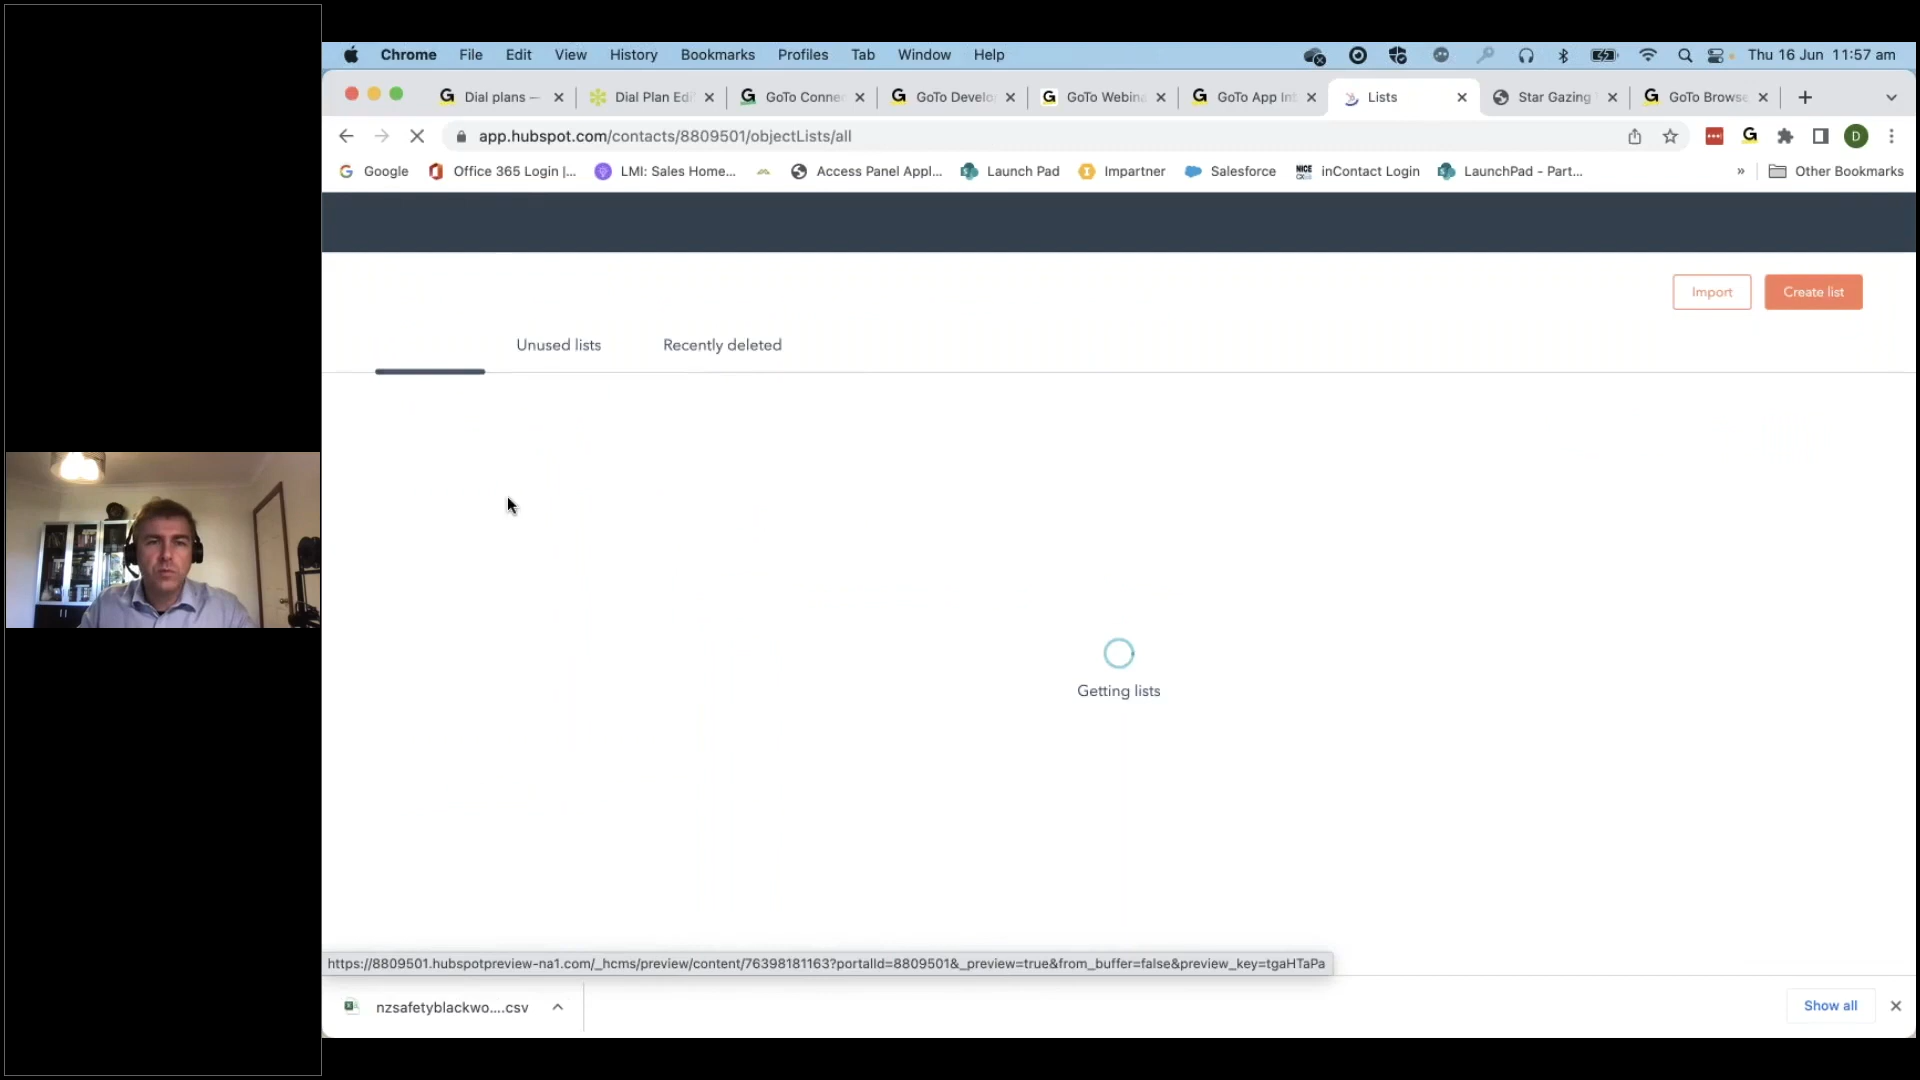 Chrome File Edit View History Bookmarks Profiles Tab Window Help Thu 16 Jun 11:57 am
Dial plans — Dial Plan Edi GoTo Conne GoTo Develo GoTo Webin GoTo App Int Lists Star Gazing GoTo Browse
app.hubspot.com/contacts/8809501/objectLists/all D
Google Office 365 Login |... LMI: Sales Home... Access Panel Appl... Launch Pad Impartner Salesforce NICE inContact Login LaunchPad - Part... » Other Bookmarks
Import Create list
Unused lists Recently deleted
Getting lists
https://8809501.hubspotpreview-na1.com/_hcms/preview/content/76398181163?portalId=8809501&_preview=true&from_buffer=false&preview_key=tgaHTaPa
nzsafetyblackwo....csv Show all